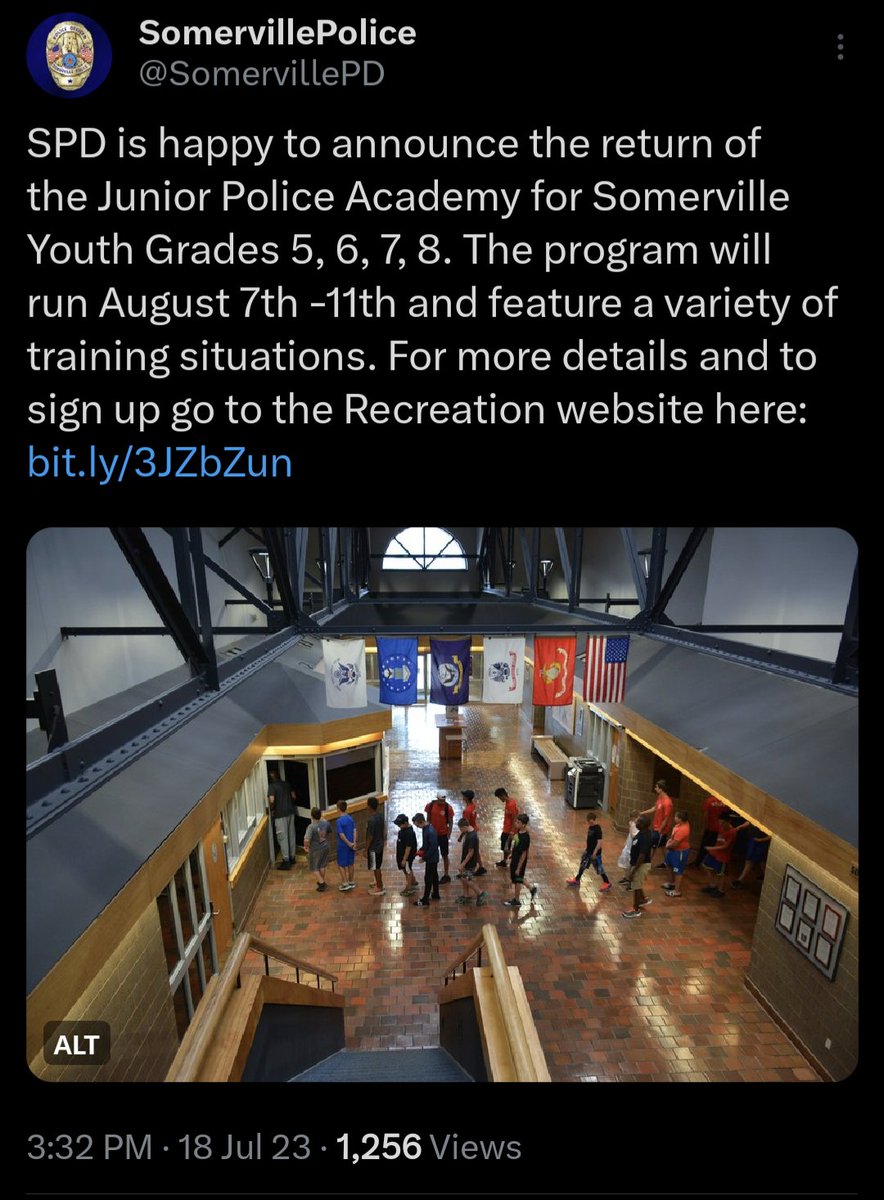 SomervillePolice
@SomervillePD
SPD is happy to announce the return of
the Junior Police Academy for Somerville
Youth Grades 5, 6, 7, 8. The program will
run August 7th -11th and feature a variety of
training situations. For more details and to
sign up go to the Recreation website here:
bit.ly/3JZbZun
ALT
3:32 PM · 18 Jul 23 · 1,256 Views